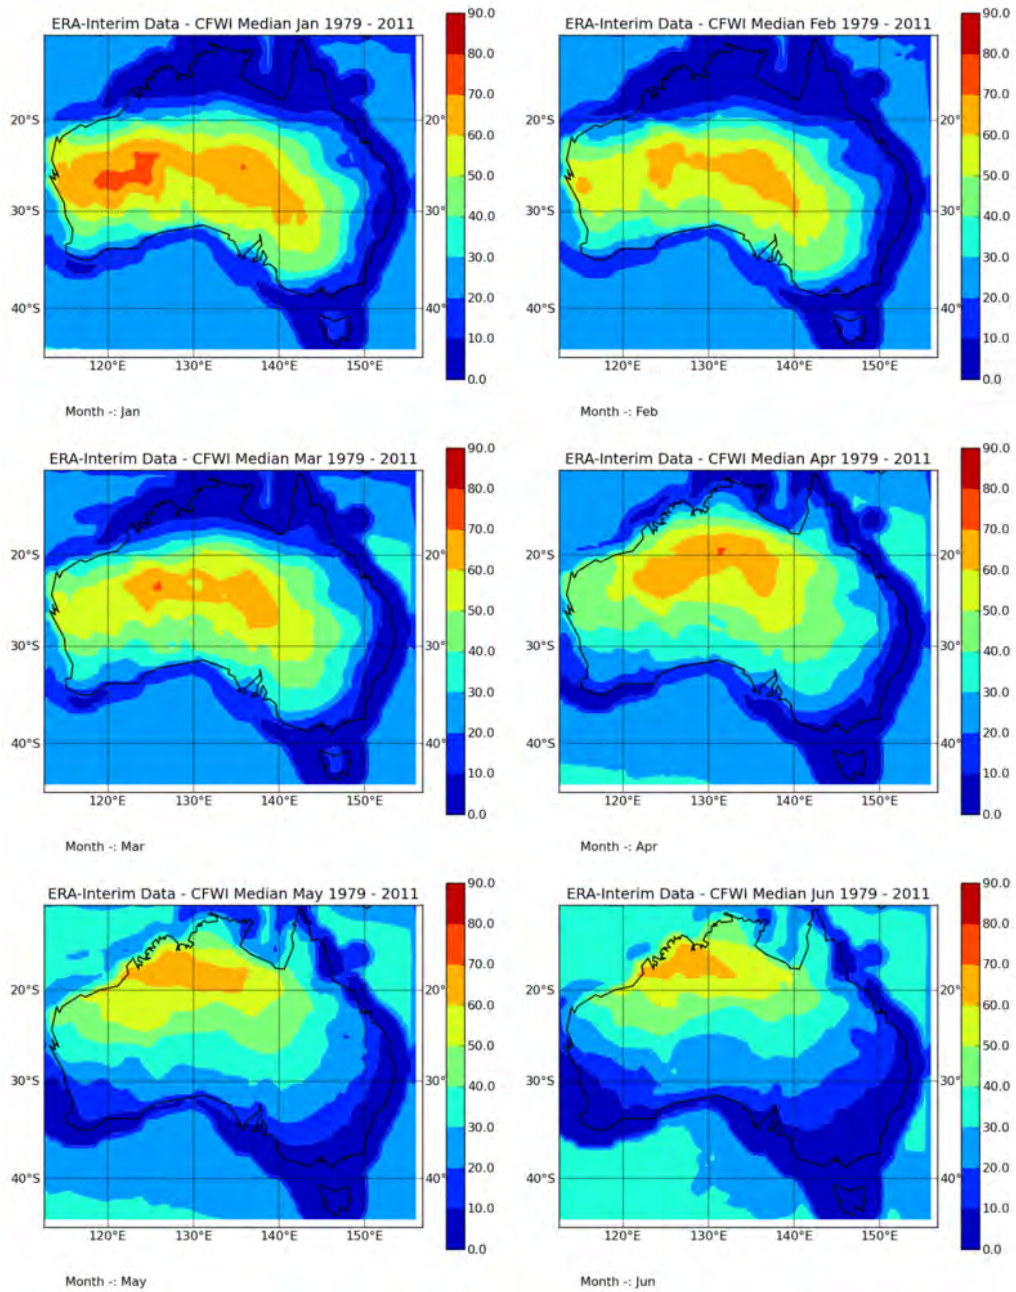 ERA-Interim Data - CFWI Median Jan 1979 - 2011
90.0
80.0
70.0
60.0
50.0
40.0
30.0
20.0
10.0
0.0
20°S
30°S
40°S
20°
30°
40°
120°E
130°E
140°E
150°E
Month -: Jan
ERA-Interim Data - CFWI Median Feb 1979 - 2011
90.0
80.0
70.0
60.0
50.0
40.0
30.0
20.0
10.0
0.0
20°
30°
40°
120°E
130°E
140°E
150°E
Month -: Feb
ERA-Interim Data - CFWI Median Mar 1979 - 2011
90.0
80.0
70.0
60.0
50.0
40.0
30.0
20.0
10.0
0.0
20°S
30°S
40°S
20°
30°
40°
120°E
130°E
140°E
150°E
Month -: Mar
ERA-Interim Data - CFWI Median Apr 1979 - 2011
90.0
80.0
70.0
60.0
50.0
40.0
30.0
20.0
10.0
0.0
20°
30°
40°
120°E
130°E
140°E
150°E
Month -: Apr
ERA-Interim Data - CFWI Median May 1979 - 2011
90.0
80.0
70.0
60.0
50.0
40.0
30.0
20.0
10.0
0.0
20°S
30°S
40°S
20°
30°
40°
120°E
130°E
140°E
150°E
Month -: May
ERA-Interim Data - CFWI Median Jun 1979 - 2011
90.0
80.0
70.0
60.0
50.0
40.0
30.0
20.0
10.0
0.0
20°
30°
40°
120°E
130°E
140°E
150°E
Month -: Jun